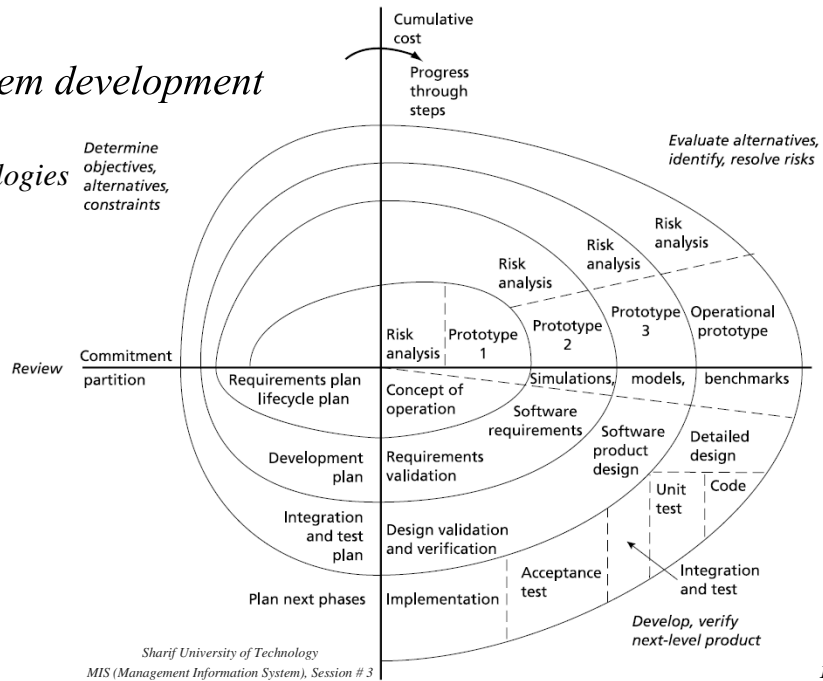 Cumulative
cost
em development
Progress
through
steps
Determine
objectives,
alternatives,
constraints
logies
Evaluate alternatives,
identify, resolve risks
Risk
analysis
Risk
analysis
Risk
analysis
Risk
analysis
Prototype
1
Prototype
2
Prototype
3
Operational
prototype
Review
Commitment
partition
Requirements plan
lifecycle plan
Concept of
operation
Simulations, models, benchmarks
Software
requirements
Software
product
design
Detailed
design
Development
plan
Requirements
validation
Unit
test
Code
Integration
and test
plan
Design validation
and verification
Acceptance
test
Integration
and test
Plan next phases
Implementation
Develop, verify
next-level product
Sharif University of Technology
MIS (Management Information System), Session # 3